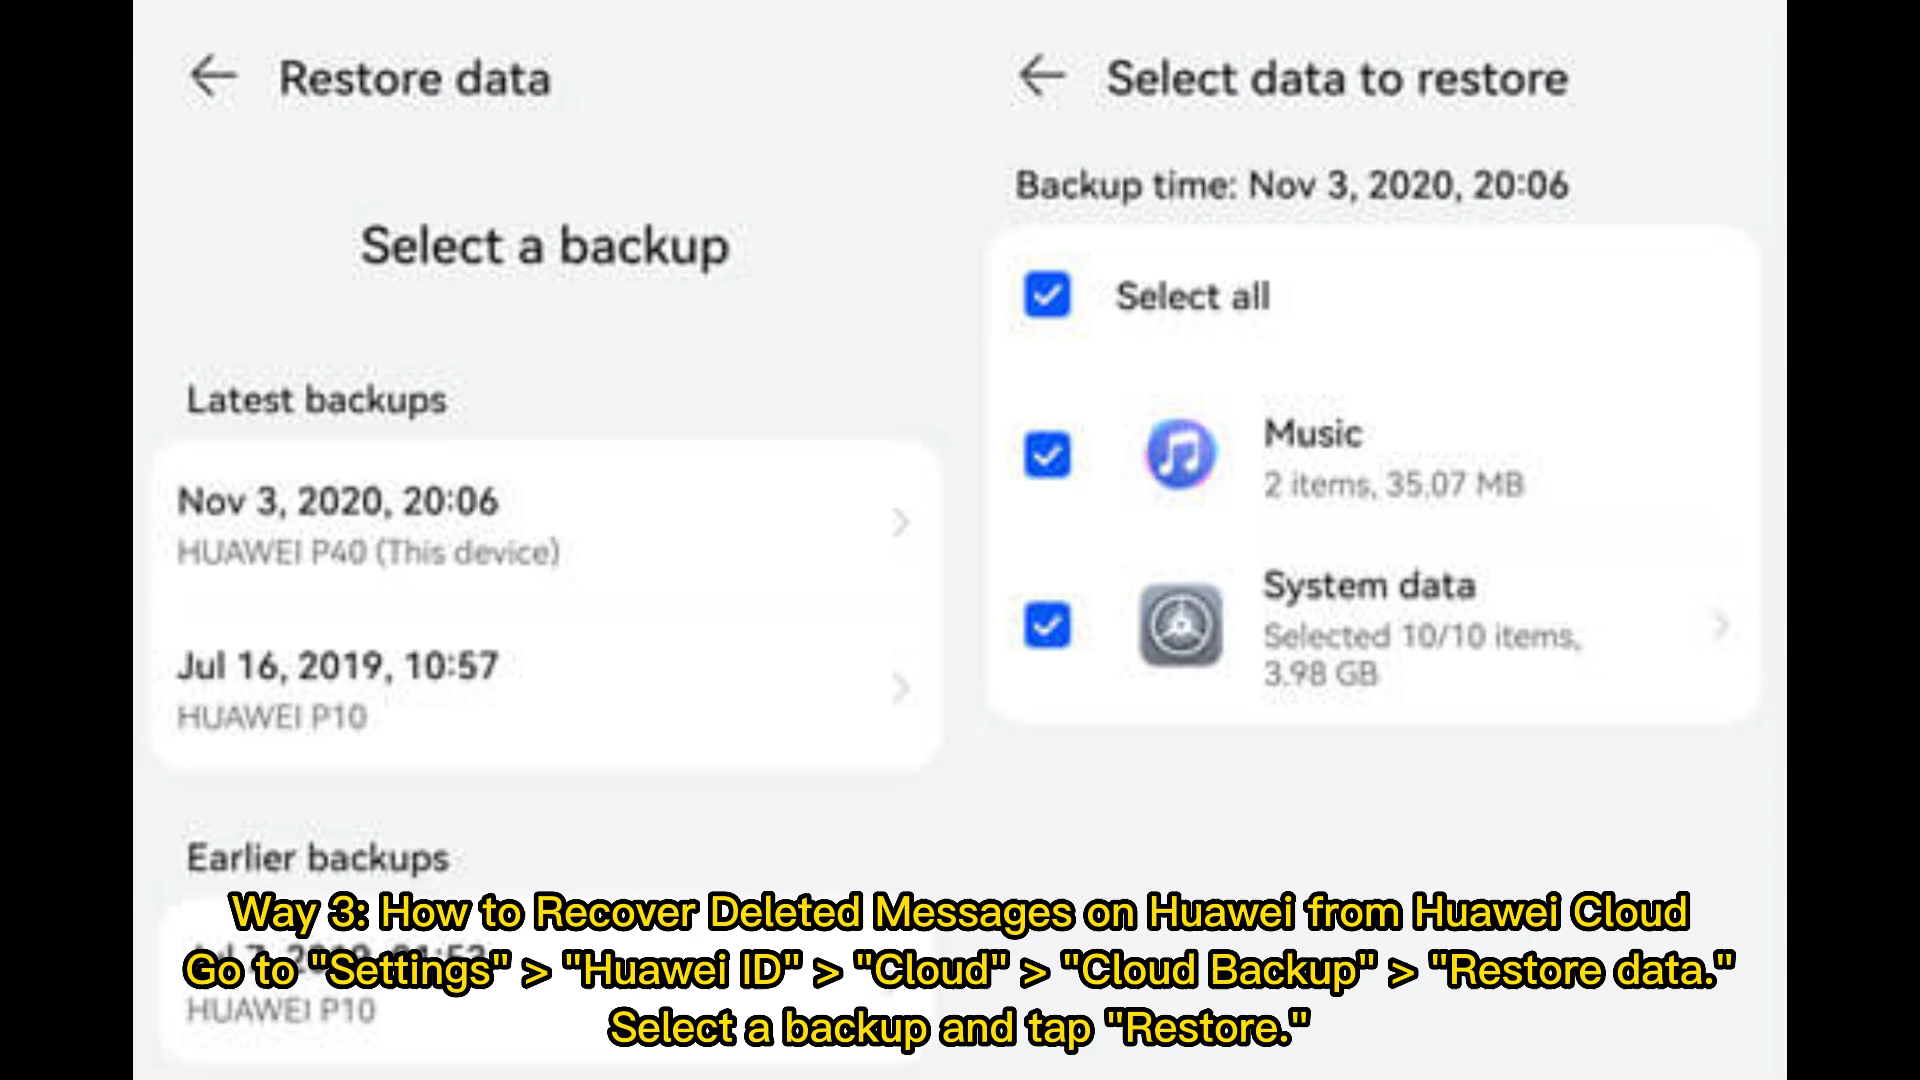 Restore data
Select a backup
Latest backups
Nov 3, 2020, 20:06
HUAWEI P40 (This device)
Jul 16, 2019, 10:57
HUAWEI P10
Earlier backups
HUAWEI P10
Select data to restore
Backup time: Nov 3, 2020, 20:06
Select all
Music
2 items, 35.07 MB
System data
Selected 10/10 items,
3.98 GB
Way 3: How to Recover Deleted Messages on Huawei from Huawei Cloud
Go to "Settings" > "Huawei ID" > "Cloud" > "Cloud Backup" > "Restore data."
Select a backup and tap "Restore."